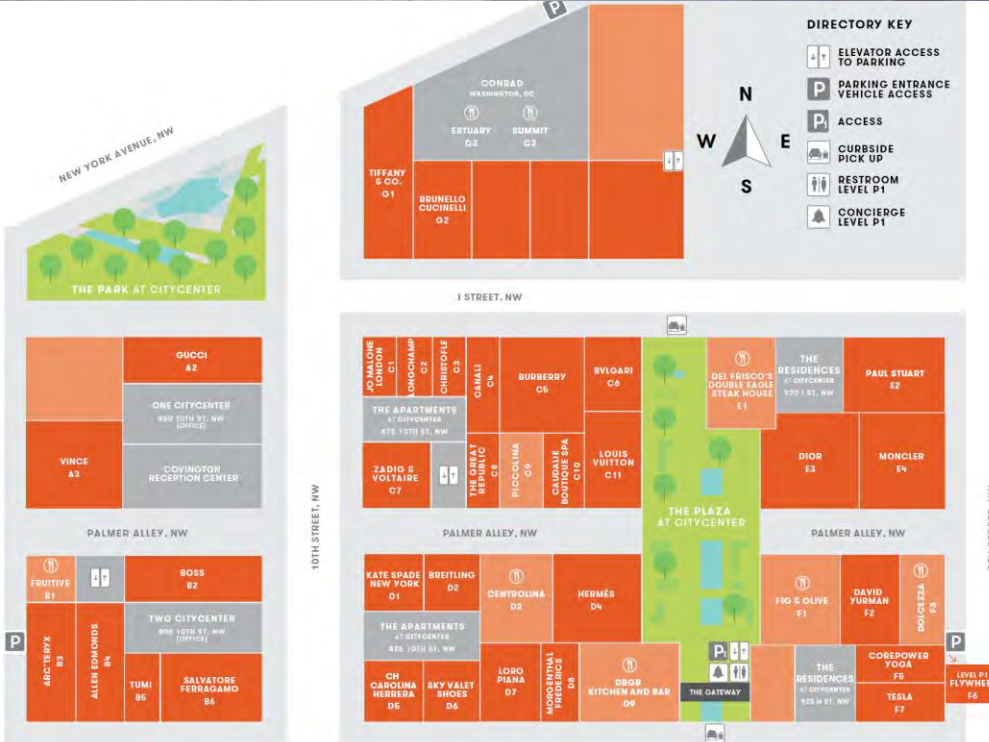 DIRECTORY KEY
ELEVATOR ACCESS
TO PARKING
P
PARKING ENTRANCE
VEHICLE ACCESS
ACCESS
CURBSIDE
PICK UP
RESTROOM
LEVEL P1
CONCIERGE
LEVEL P1
N
W E
S
P
CONRAD
WASHINGTON, DC
ESTUARY
G3
SUMMIT
G3
TIFFANY
& CO.
G1
BRUNELLO
CUCINELLI
G2
NEW YORK AVENUE, NW
THE PARK AT CITYCENTER
I STREET, NW
10TH STREET, NW
GUCCI
A2
ONE CITYCENTER
850 10TH ST, NW
(OFFICE)
VINCE
A3
COVINGTON
RECEPTION CENTER
PALMER ALLEY, NW
JO MALONE
LONDON
C1
LONGCHAMP
C2
CHRISTOFLE
C3
CANALI
C4
BURBERRY
C5
BVLGARI
C6
THE APARTMENTS
AT CITYCENTER
875 10TH ST, NW
ZADIG &
VOLTAIRE
C7
THE GREAT
REPUBLIC
C8
PICCOLINA
C9
CAUDALIE
BOUTIQUE SPA
C10
LOUIS
VUITTON
C11
THE PLAZA
AT CITYCENTER
DEL FRISCO'S
DOUBLE EAGLE
STEAK HOUSE
E1
THE
RESIDENCES
AT CITYCENTER
920 I ST, NW
PAUL STUART
E2
DIOR
E3
MONCLER
E4
PALMER ALLEY, NW
PALMER ALLEY, NW
P
FRUITIVE
B1
BOSS
B2
TWO CITYCENTER
800 10TH ST, NW
(OFFICE)
ARC'TERYX
B3
ALLEN EDMONDS
B4
TUMI
B5
SALVATORE
FERRAGAMO
B6
KATE SPADE
NEW YORK
D1
BREITLING
D2
CENTROLINA
D3
HERMÈS
D4
THE APARTMENTS
AT CITYCENTER
825 10TH ST, NW
CH
CAROLINA
HERRERA
D5
SKY VALET
SHOES
D6
LORO
PIANA
D7
MORGENTHAL
FREDERICS
D8
DBGB
KITCHEN AND BAR
D9
THE GATEWAY
FIG & OLIVE
F1
DAVID
YURMAN
F2
DOLCEZZA
F3
THE
RESIDENCES
AT CITYCENTER
925 H ST, NW
COREPOWER
YOGA
F5
TESLA
F7
P
LEVEL P1
FLYWHEE
F6